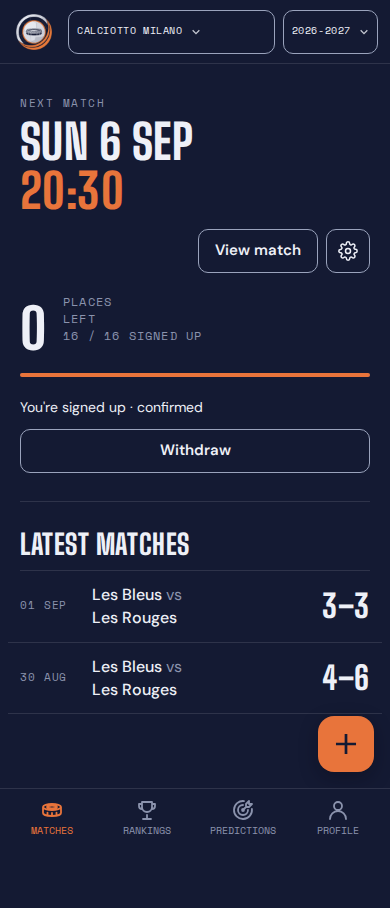 CALCIOTTO MILANO
2026-2027
NEXT MATCH
SUN 6 SEP
20:30
View match
0
PLACES
LEFT
16 / 16 SIGNED UP
You're signed up · confirmed
Withdraw
LATEST MATCHES
01 SEP
Les Bleus vs
Les Rouges
3–3
30 AUG
Les Bleus vs
Les Rouges
4–6
MATCHES
RANKINGS
PREDICTIONS
PROFILE